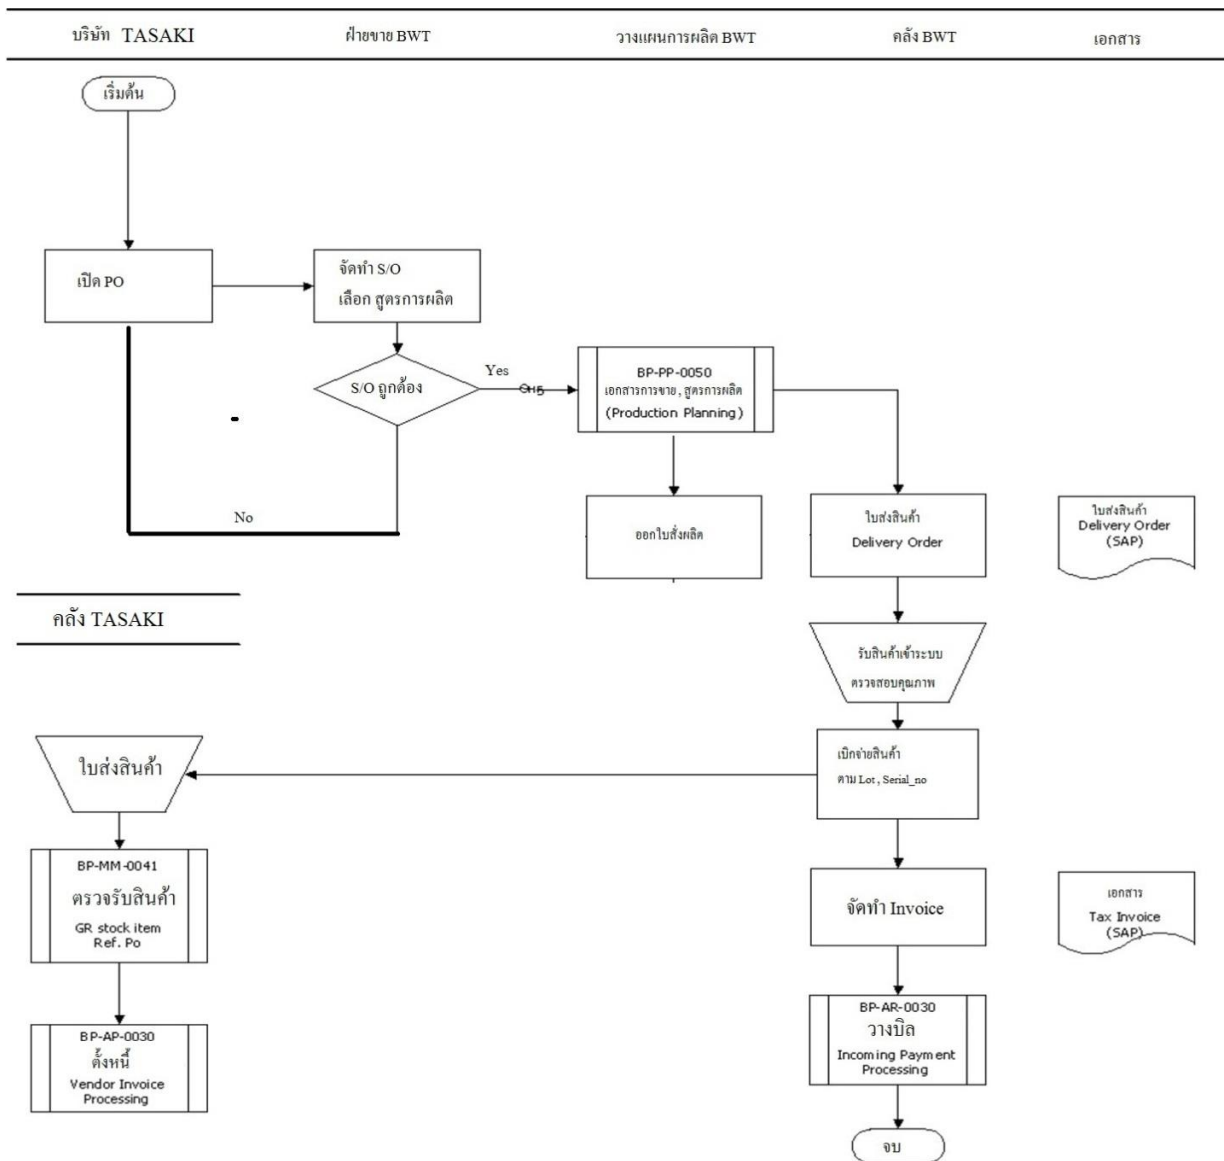 บริษัท TASAKI
ฝ่ายขาย BWT
วางแผนการผลิต BWT
คลัง BWT
เอกสาร
เริ่มต้น
เปิด PO
จัดทำ S/O
เลือก สูตรการผลิต
S/O ถูกต้อง
Yes
No
BP-PP-0050
เอกสารการขาย , สูตรการผลิต
(Production Planning)
ออกใบสั่งผลิต
ใบส่งสินค้า
Delivery Order
ใบส่งสินค้า
Delivery Order
(SAP)
คลัง TASAKI
รับสินค้าเข้าระบบ
ตรวจสอบคุณภาพ
ใบส่งสินค้า
เบิกจ่ายสินค้า
ตาม Lot , Serial_no
BP-MM-0041
ตรวจรับสินค้า
GR stock item
Ref. Po
จัดทำ Invoice
เอกสาร
Tax Invoice
(SAP)
BP-AP-0030
ตั้งหนี้
Vendor Invoice
Processing
BP-AR-0030
วางบิล
Incoming Payment
Processing
จบ